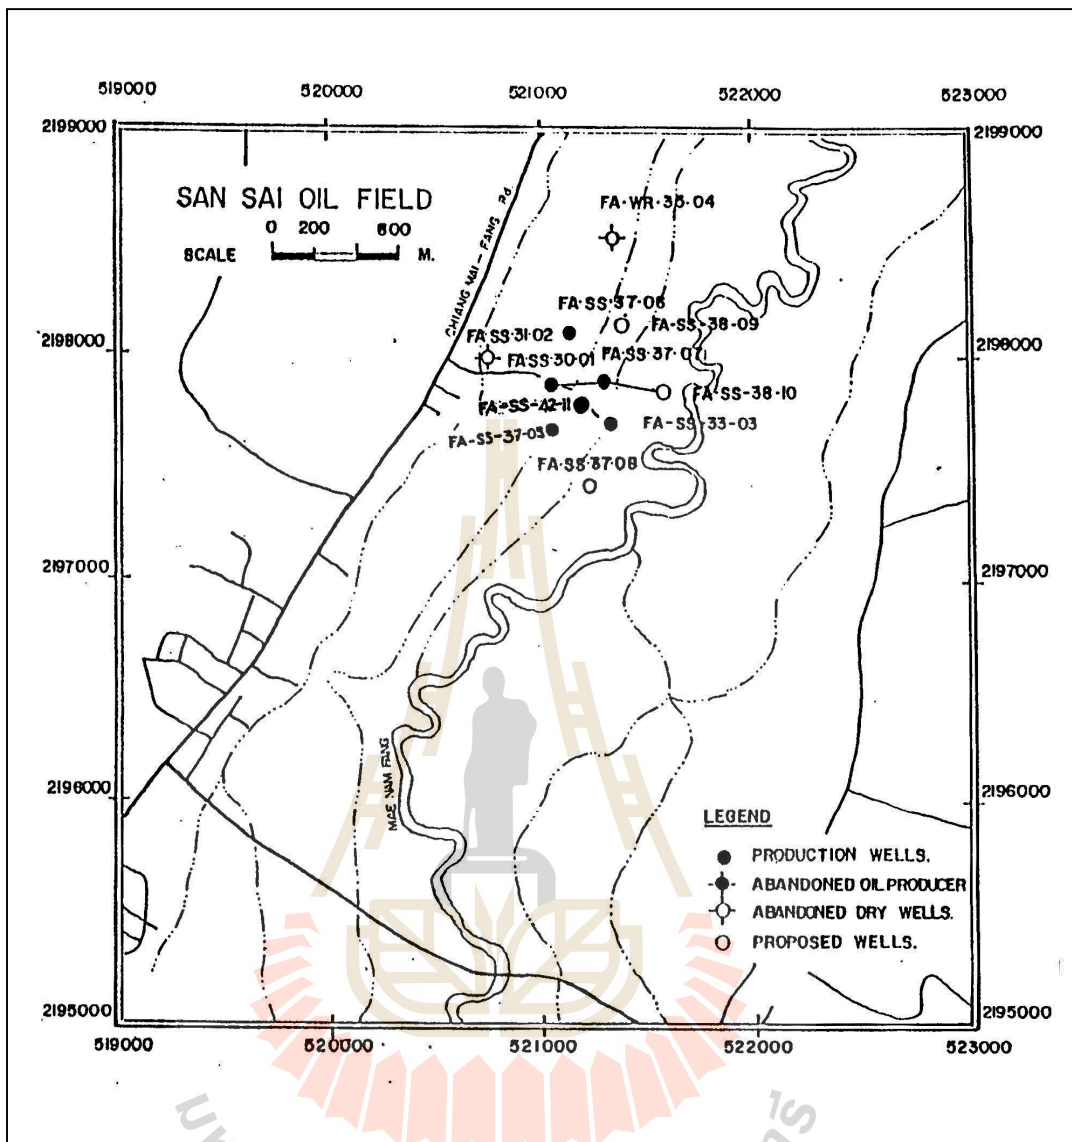 519000 520000 521000 522000 523000
2199000 2199000
SAN SAI OIL FIELD
0 200 600
SCALE M.
CHIANG MAI-FANG Rd.
FA·WR·33·04
FA·SS·37·06
FA-SS-38-09
FA·SS·31·02
2198000 2198000
FA·SS·30·01
FA·SS·37·07
FA-SS-38-10
FA-SS-42-11
FA-SS-33-03
FA-SS-37-05
FA·SS·37·08
2197000 2197000
MAE NAM FANG
2196000 2196000
LEGEND
PRODUCTION WELLS.
ABANDONED OIL PRODUCER
ABANDONED DRY WELLS.
PROPOSED WELLS.
2195000 2195000
519000 520000 521000 522000 523000